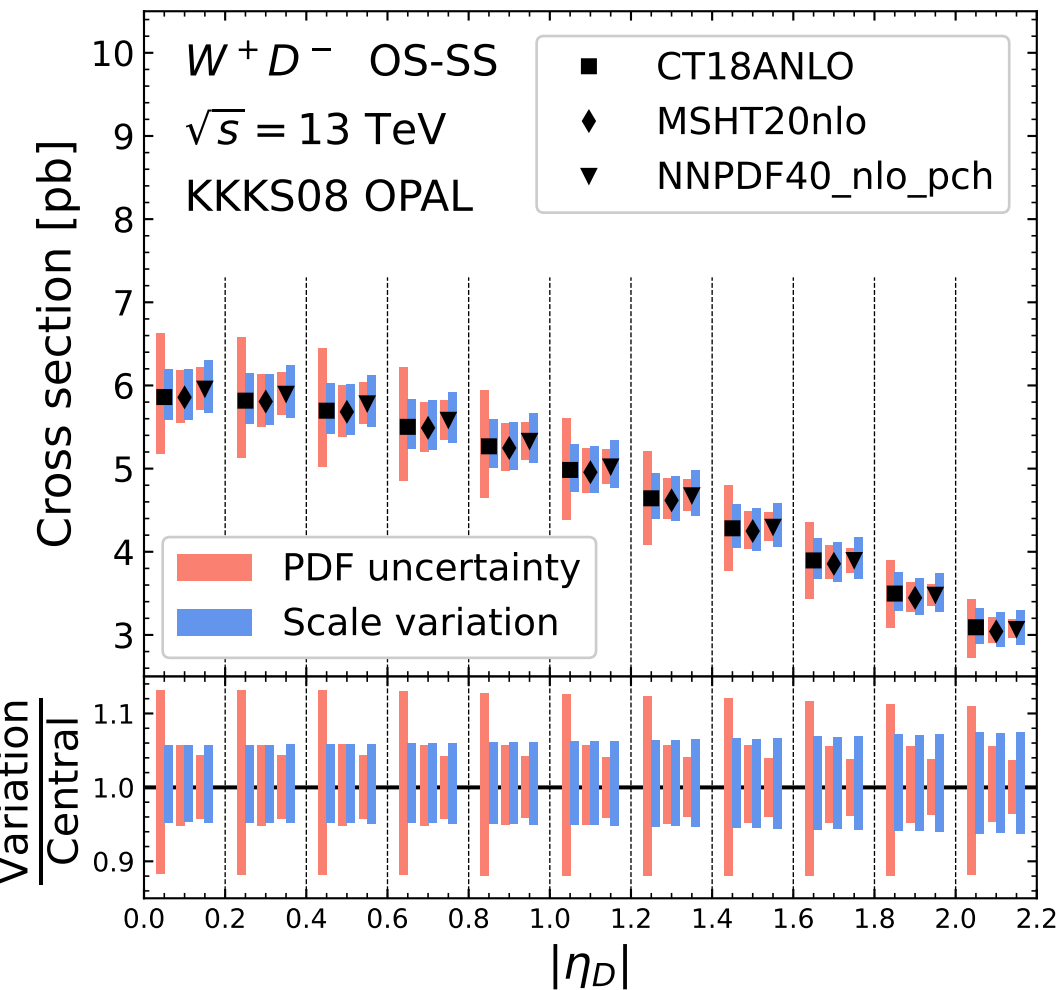 W⁺D⁻ OS-SS
√s = 13 TeV
KKKS08 OPAL
CT18ANLO
MSHT20nlo
NNPDF40_nlo_pch
Cross section [pb]
10
9
8
7
6
5
4
3
PDF uncertainty
Scale variation
Variation
Central
1.1
1.0
0.9
0.0 0.2 0.4 0.6 0.8 1.0 1.2 1.4 1.6 1.8 2.0 2.2
|η_D|